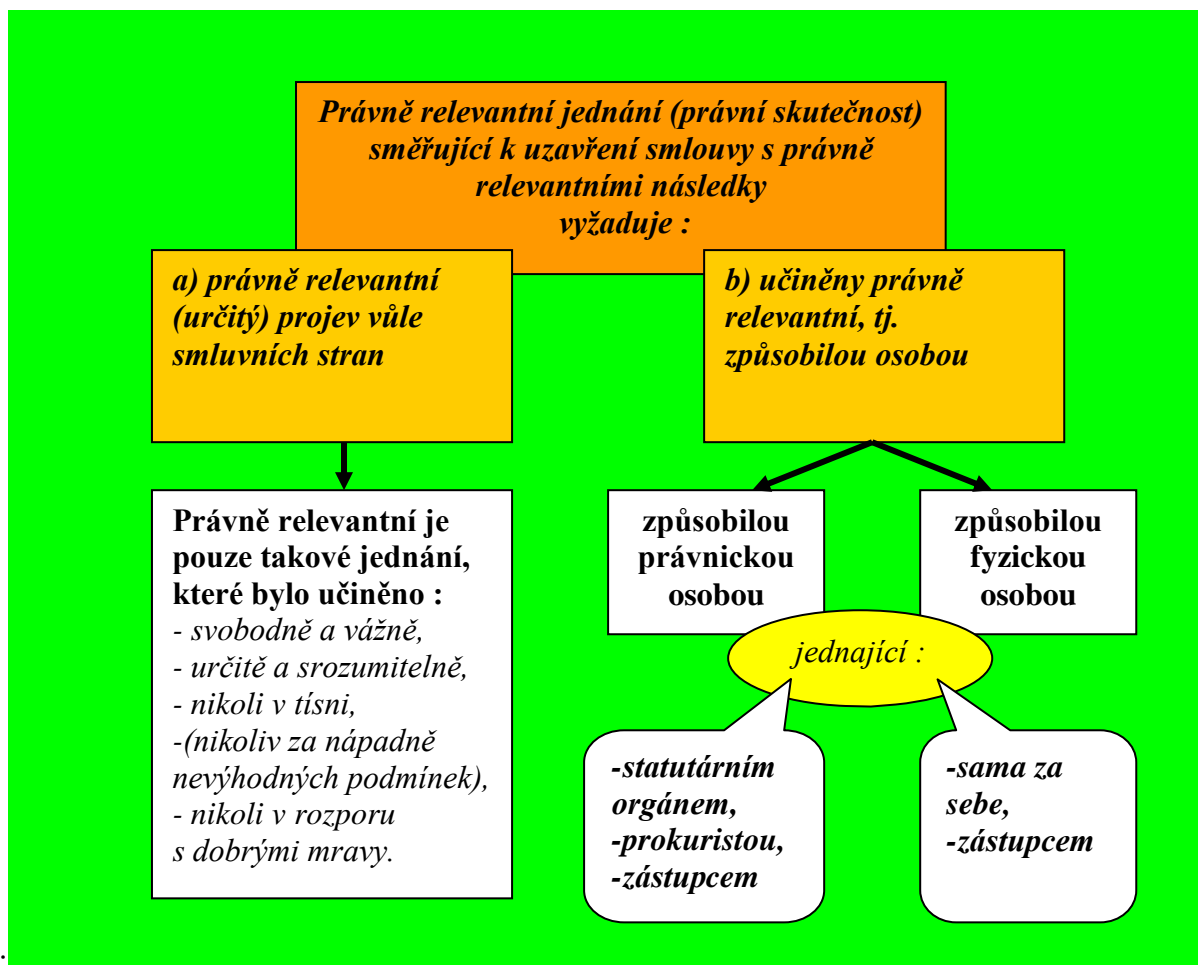 Právně relevantní jednání (právní skutečnost)
směřující k uzavření smlouvy s právně
relevantními následky
vyžaduje :
a) právně relevantní
(určitý) projev vůle
smluvních stran
b) učiněny právně
relevantní, tj.
způsobilou osobou
Právně relevantní je
pouze takové jednání,
které bylo učiněno :
- svobodně a vážně,
- určitě a srozumitelně,
- nikoli v tísni,
-(nikoliv za nápadně
nevýhodných podmínek),
- nikoli v rozporu
s dobrými mravy.
způsobilou
právnickou
osobou
způsobilou
fyzickou
osobou
jednající :
-statutárním
orgánem,
-prokuristou,
-zástupcem
-sama za
sebe,
-zástupcem
.